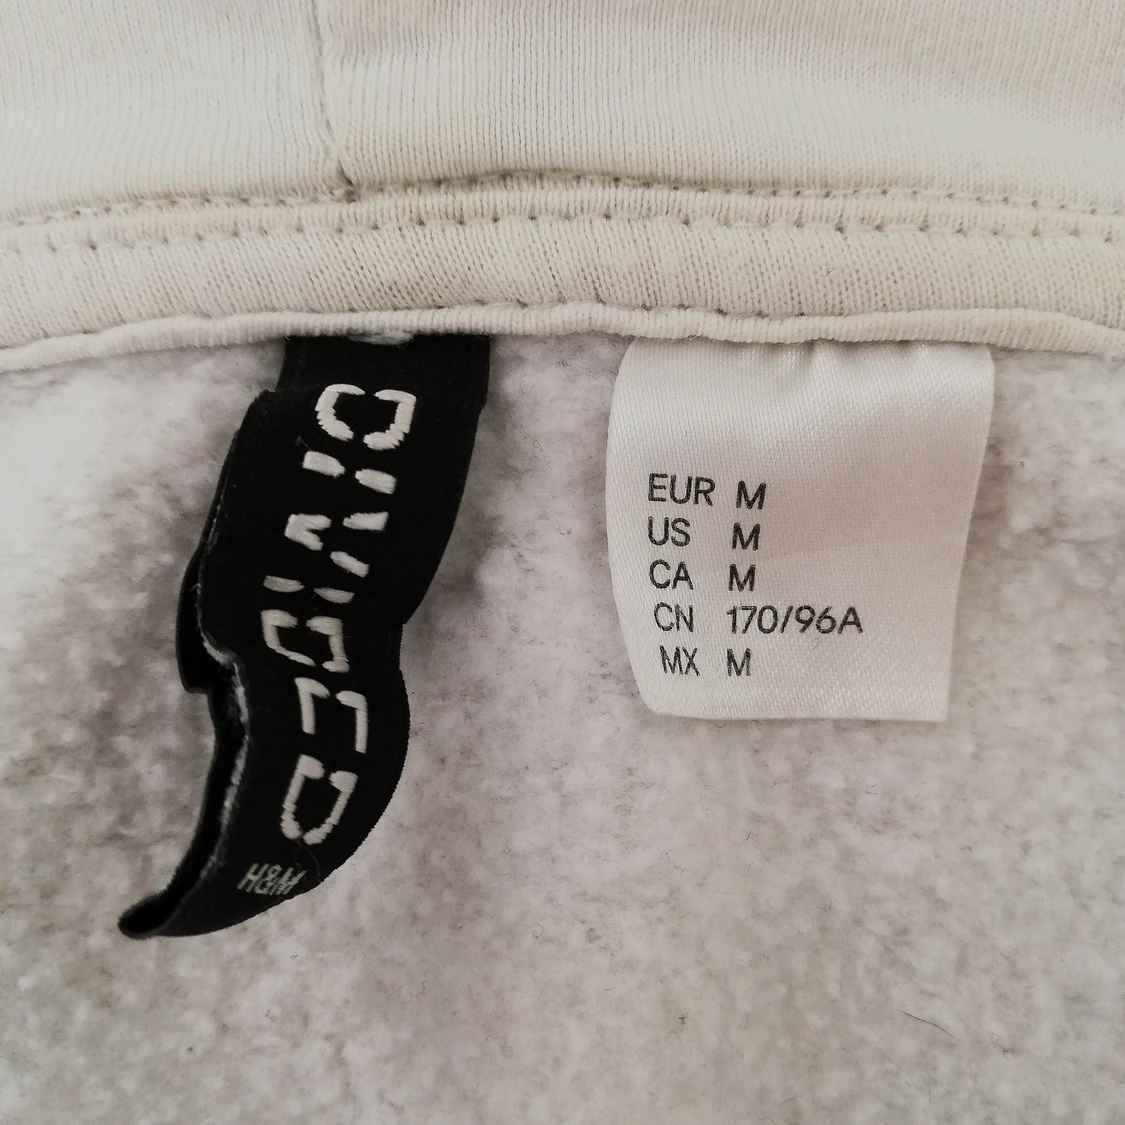 DIVIDED
H&M
EUR M
US M
CA M
CN 170/96A
MX M